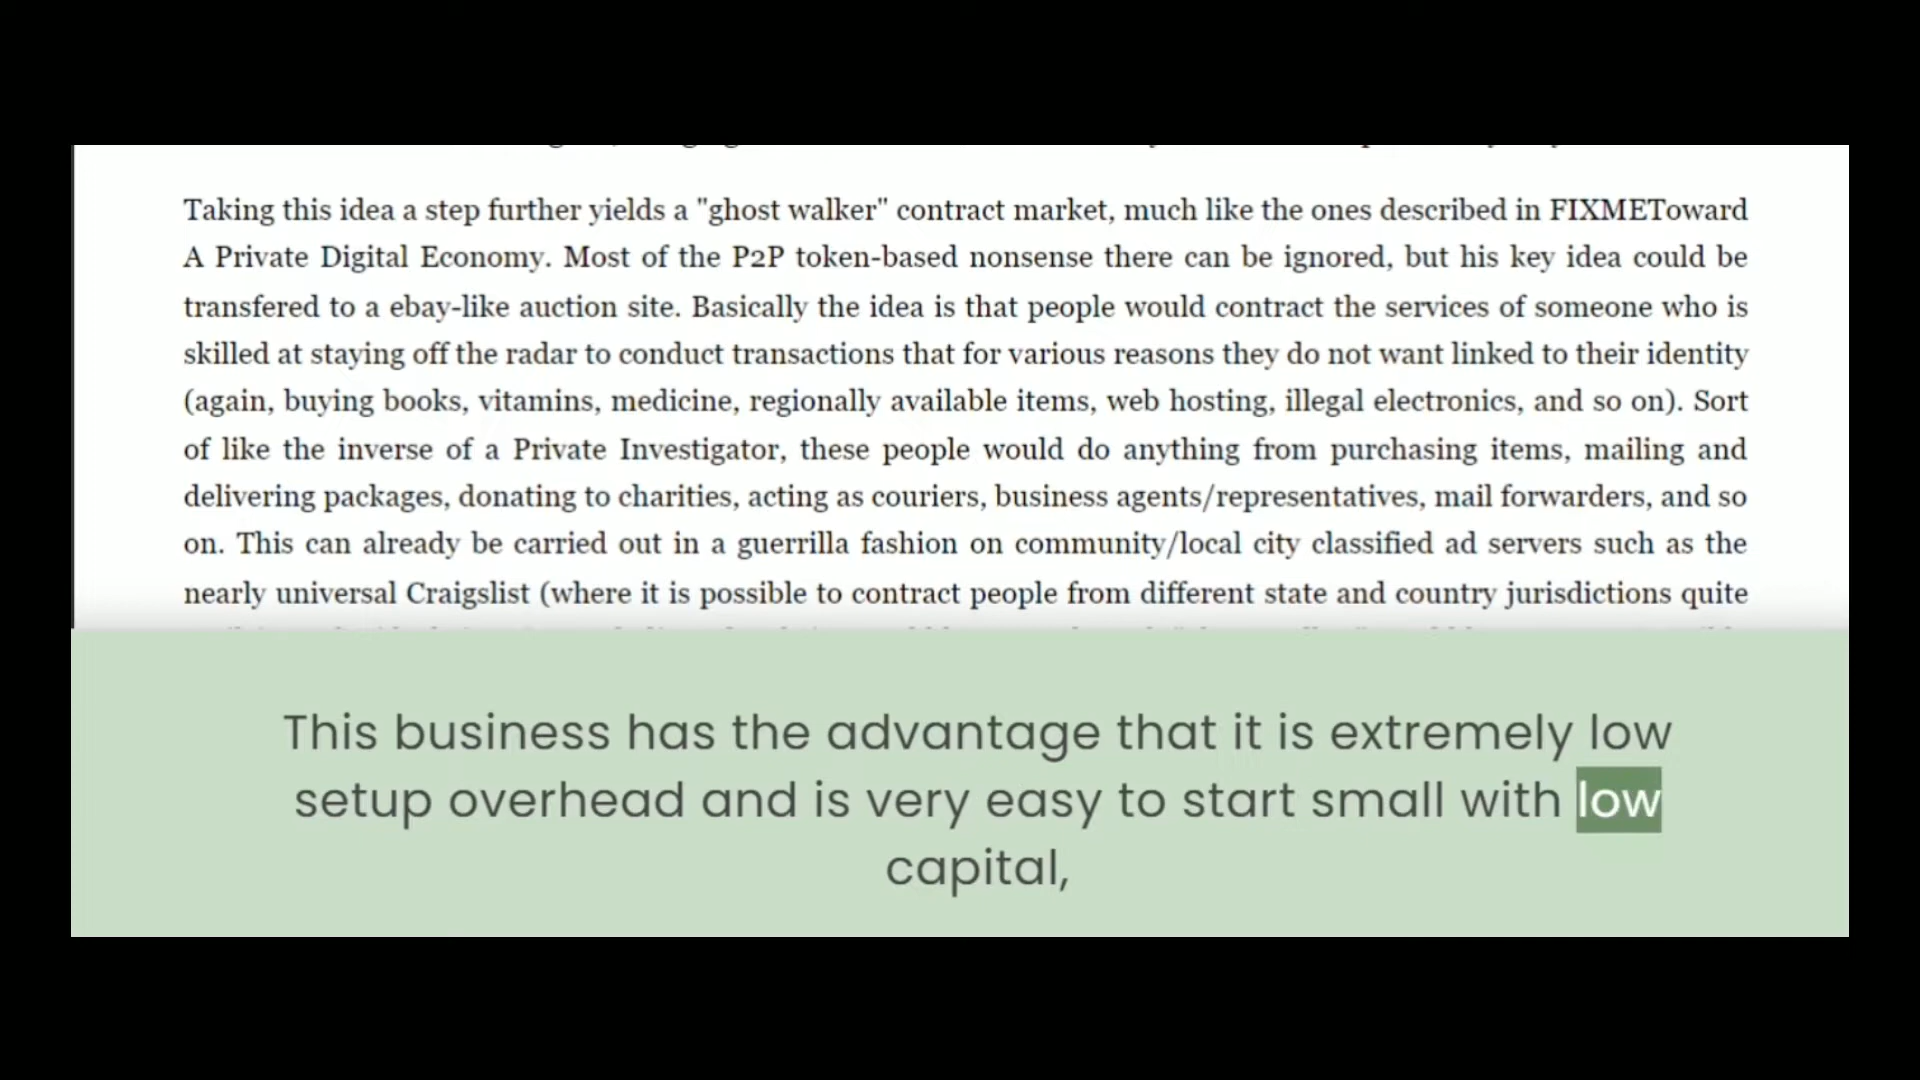 Taking this idea a step further yields a "ghost walker" contract market, much like the ones described in FIXMEToward
A Private Digital Economy. Most of the P2P token-based nonsense there can be ignored, but his key idea could be
transfered to a ebay-like auction site. Basically the idea is that people would contract the services of someone who is
skilled at staying off the radar to conduct transactions that for various reasons they do not want linked to their identity
(again, buying books, vitamins, medicine, regionally available items, web hosting, illegal electronics, and so on). Sort
of like the inverse of a Private Investigator, these people would do anything from purchasing items, mailing and
delivering packages, donating to charities, acting as couriers, business agents/representatives, mail forwarders, and so
on. This can already be carried out in a guerrilla fashion on community/local city classified ad servers such as the
nearly universal Craigslist (where it is possible to contract people from different state and country jurisdictions quite
This business has the advantage that it is extremely low
setup overhead and is very easy to start small with low
capital,